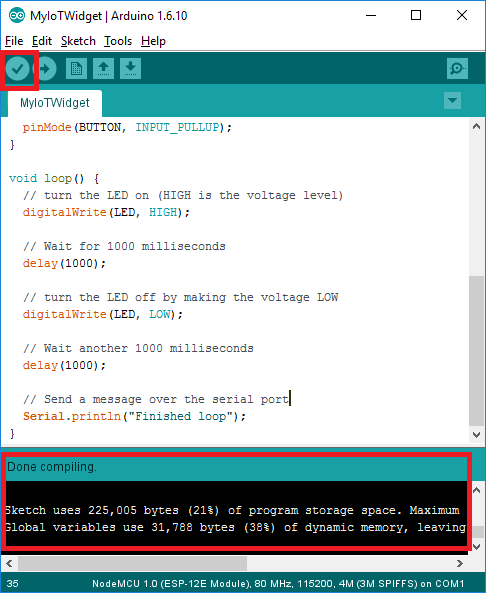 MyIoTWidget | Arduino 1.6.10
File Edit Sketch Tools Help
MyIoTWidget
pinMode(BUTTON, INPUT_PULLUP);
}
void loop() {
// turn the LED on (HIGH is the voltage level)
digitalWrite(LED, HIGH);
// Wait for 1000 milliseconds
delay(1000);
// turn the LED off by making the voltage LOW
digitalWrite(LED, LOW);
// Wait another 1000 milliseconds
delay(1000);
// Send a message over the serial port
Serial.println("Finished loop");
}
Done compiling.
Sketch uses 225,005 bytes (21%) of program storage space. Maximum
Global variables use 31,788 bytes (38%) of dynamic memory, leaving
35 NodeMCU 1.0 (ESP-12E Module), 80 MHz, 115200, 4M (3M SPIFFS) on COM1